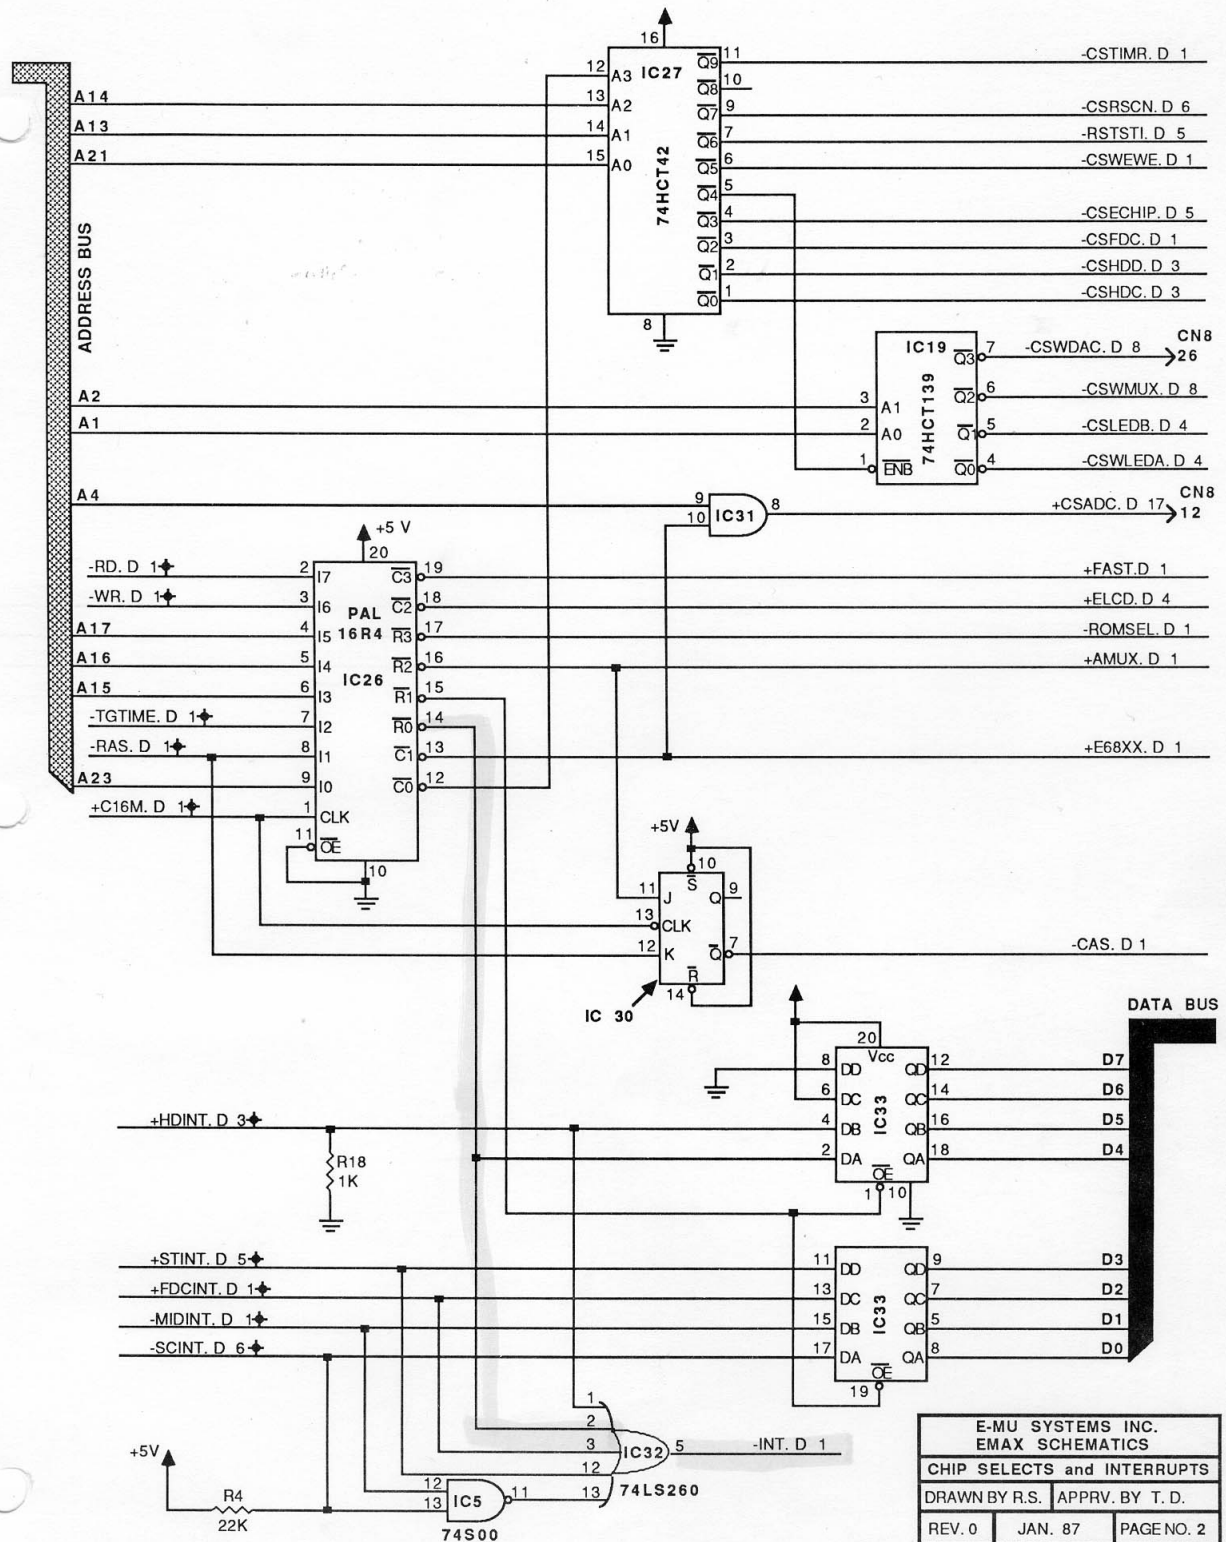 16
12 A3 IC27 Q9 11 -CSTIMR. D 1
Q8 10
A14 13 A2
Q7 9 -CSRSCN. D 6
A13 14 A1
Q6 7 -RSTSTI. D 5
A21 15 A0
Q5 6 -CSWEWE. D 1
74HCT42
Q4 5
Q3 4 -CSECHIP. D 5
Q2 3 -CSFDC. D 1
Q1 2 -CSHDD. D 3
Q0 1 -CSHDC. D 3
8
ADDRESS BUS
IC19 Q3 7 -CSWDAC. D 8 CN8
26
74HCT139
A2 3 A1 Q2 6 -CSWMUX. D 8
A1 2 A0 Q1 5 -CSLEDB. D 4
1 ENB Q0 4 -CSWLEDA. D 4
A4 9 IC31 8 +CSADC. D 17 CN8
10 12
+5 V
20
-RD. D 1 2 I7 C3 19 +FAST.D 1
-WR. D 1 3 I6 C2 18 +ELCD. D 4
PAL
16R4
A17 4 I5 R3 17 -ROMSEL. D 1
A16 5 I4 R2 16 +AMUX. D 1
IC26
A15 6 I3 R1 15
-TGTIME. D 1 7 I2 R0 14
-RAS. D 1 8 I1 C1 13 +E68XX. D 1
A23 9 I0 C0 12
+C16M. D 1 1 CLK
11 OE
10
+5V
10
S
11 J Q 9
13 CLK
12 K Q 7 -CAS. D 1
R
14
IC 30
DATA BUS
20
Vcc
8 DD QD 12 D7
6 DC QC 14 D6
IC33
+HDINT. D 3 4 DB QB 16 D5
2 DA QA 18 D4
R18
1K
OE
1 10
+STINT. D 5 11 DD QD 9 D3
+FDCINT. D 1 13 DC QC 7 D2
IC33
-MIDINT. D 1 15 DB QB 5 D1
-SCINT. D 6 17 DA QA 8 D0
OE
19
1
2
3 IC32 5 -INT. D 1
12
13 74LS260
+5V
R4
22K
12
13 IC5 11
74S00
E-MU SYSTEMS INC.
EMAX SCHEMATICS
CHIP SELECTS and INTERRUPTS
DRAWN BY R.S. APPRV. BY T. D.
REV. 0 JAN. 87 PAGE NO. 2